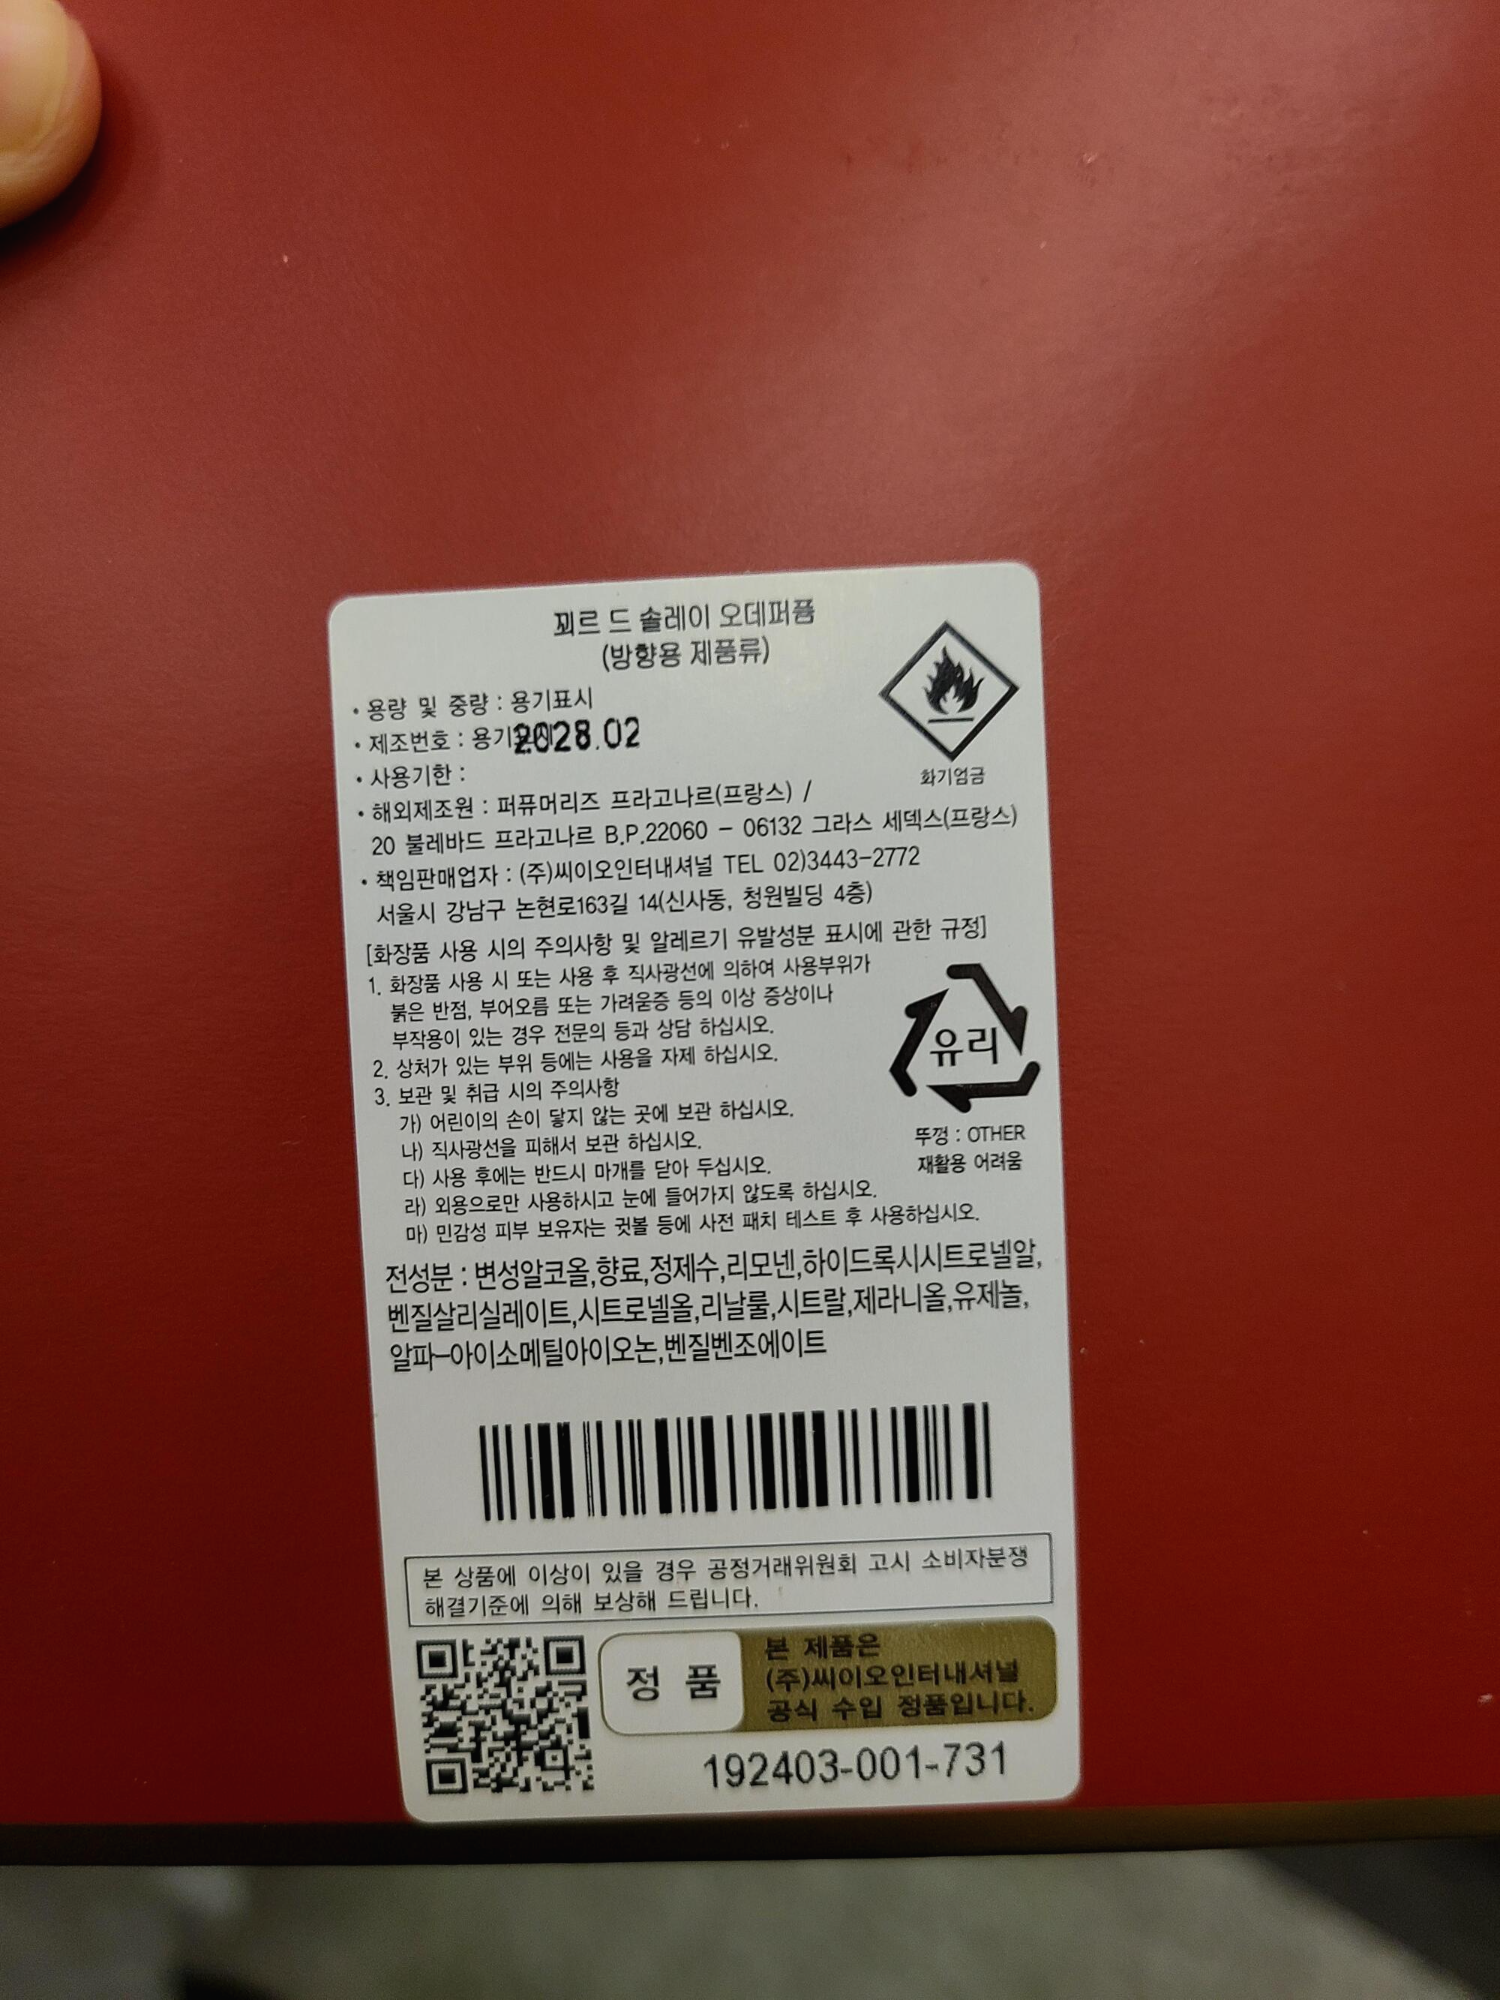 꾀르 드 솔레이 오데퍼퓸
(방향용 제품류)
• 용량 및 중량 : 용기표시
• 제조번호 : 용기 2028.02
• 사용기한 :
• 해외제조원 : 퍼퓨머리즈 프라고나르(프랑스) /
20 불레바드 프라고나르 B.P.22060 - 06132 그라스 세덱스(프랑스)
• 책임판매업자 : (주)씨이오인터내셔널 TEL 02)3443-2772
서울시 강남구 논현로163길 14(신사동, 청원빌딩 4층)
화기엄금
[화장품 사용 시의 주의사항 및 알레르기 유발성분 표시에 관한 규정]
1. 화장품 사용 시 또는 사용 후 직사광선에 의하여 사용부위가
붉은 반점, 부어오름 또는 가려움증 등의 이상 증상이나
부작용이 있는 경우 전문의 등과 상담 하십시오.
2. 상처가 있는 부위 등에는 사용을 자제 하십시오.
3. 보관 및 취급 시의 주의사항
가) 어린이의 손이 닿지 않는 곳에 보관 하십시오.
나) 직사광선을 피해서 보관 하십시오.
다) 사용 후에는 반드시 마개를 닫아 두십시오.
라) 외용으로만 사용하시고 눈에 들어가지 않도록 하십시오.
마) 민감성 피부 보유자는 귓볼 등에 사전 패치 테스트 후 사용하십시오.
유리
뚜껑 : OTHER
재활용 어려움
전성분 : 변성알코올,향료,정제수,리모넨,하이드록시시트로넬알,
벤질살리실레이트,시트로넬올,리날룰,시트랄,제라니올,유제놀,
알파-아이소메틸아이오논,벤질벤조에이트
본 상품에 이상이 있을 경우 공정거래위원회 고시 소비자분쟁
해결기준에 의해 보상해 드립니다.
정 품
본 제품은
(주)씨이오인터내셔널
공식 수입 정품입니다.
192403-001-731